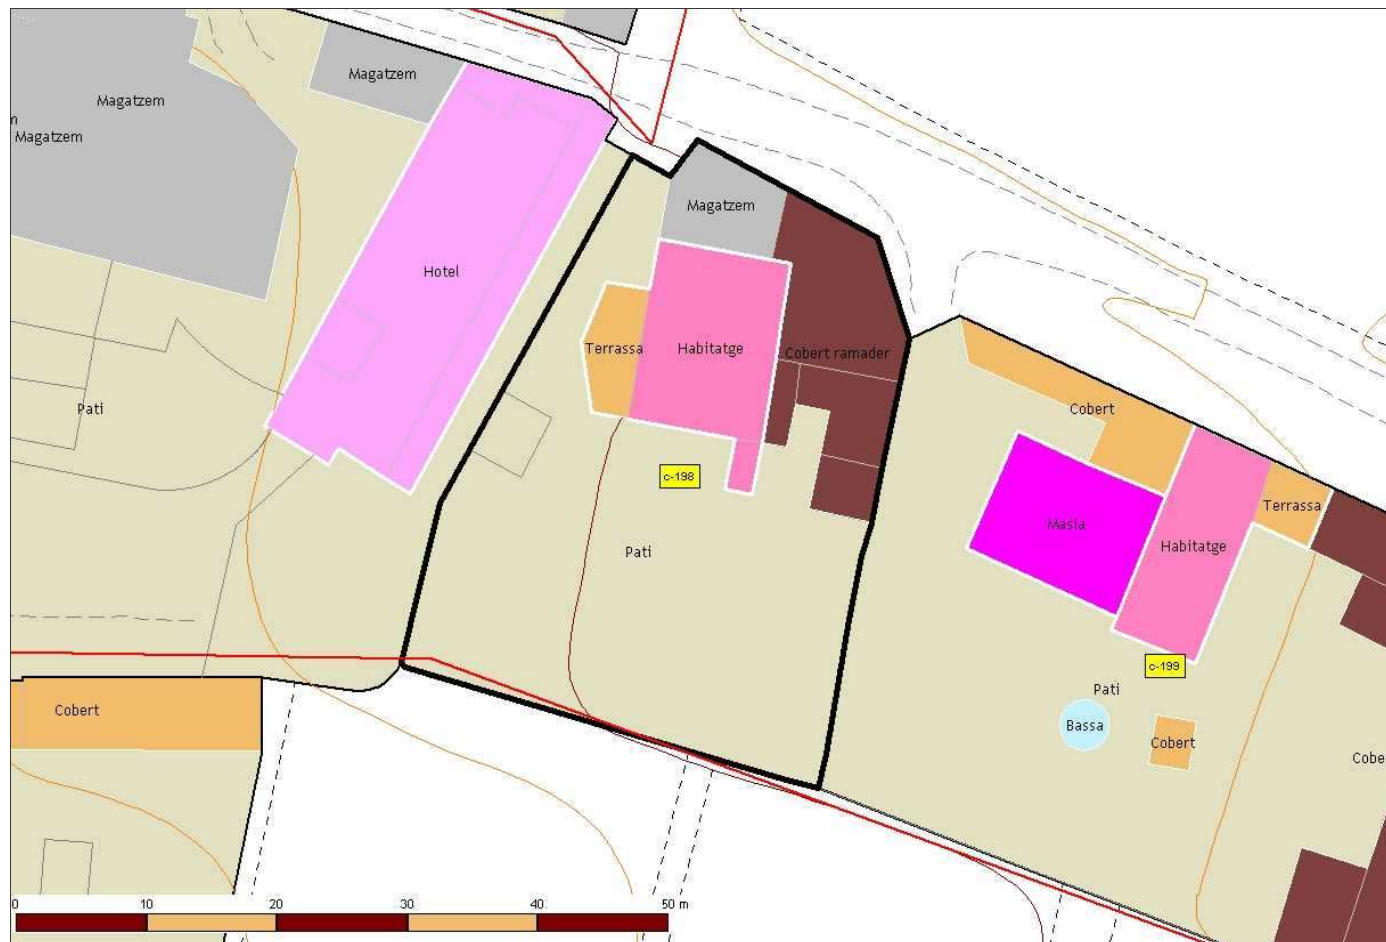 Magatzem
Magatzem
n
Magatzem
Magatzem
Hotel
Terrassa
Habitatge
Cobert ramader
Pati
Cobert
c-198
Terrassa
Masia
Habitatge
Pati
c-199
Pati
Bassa
Cobert
Cobert
Cobe
0 10 20 30 40 50 m